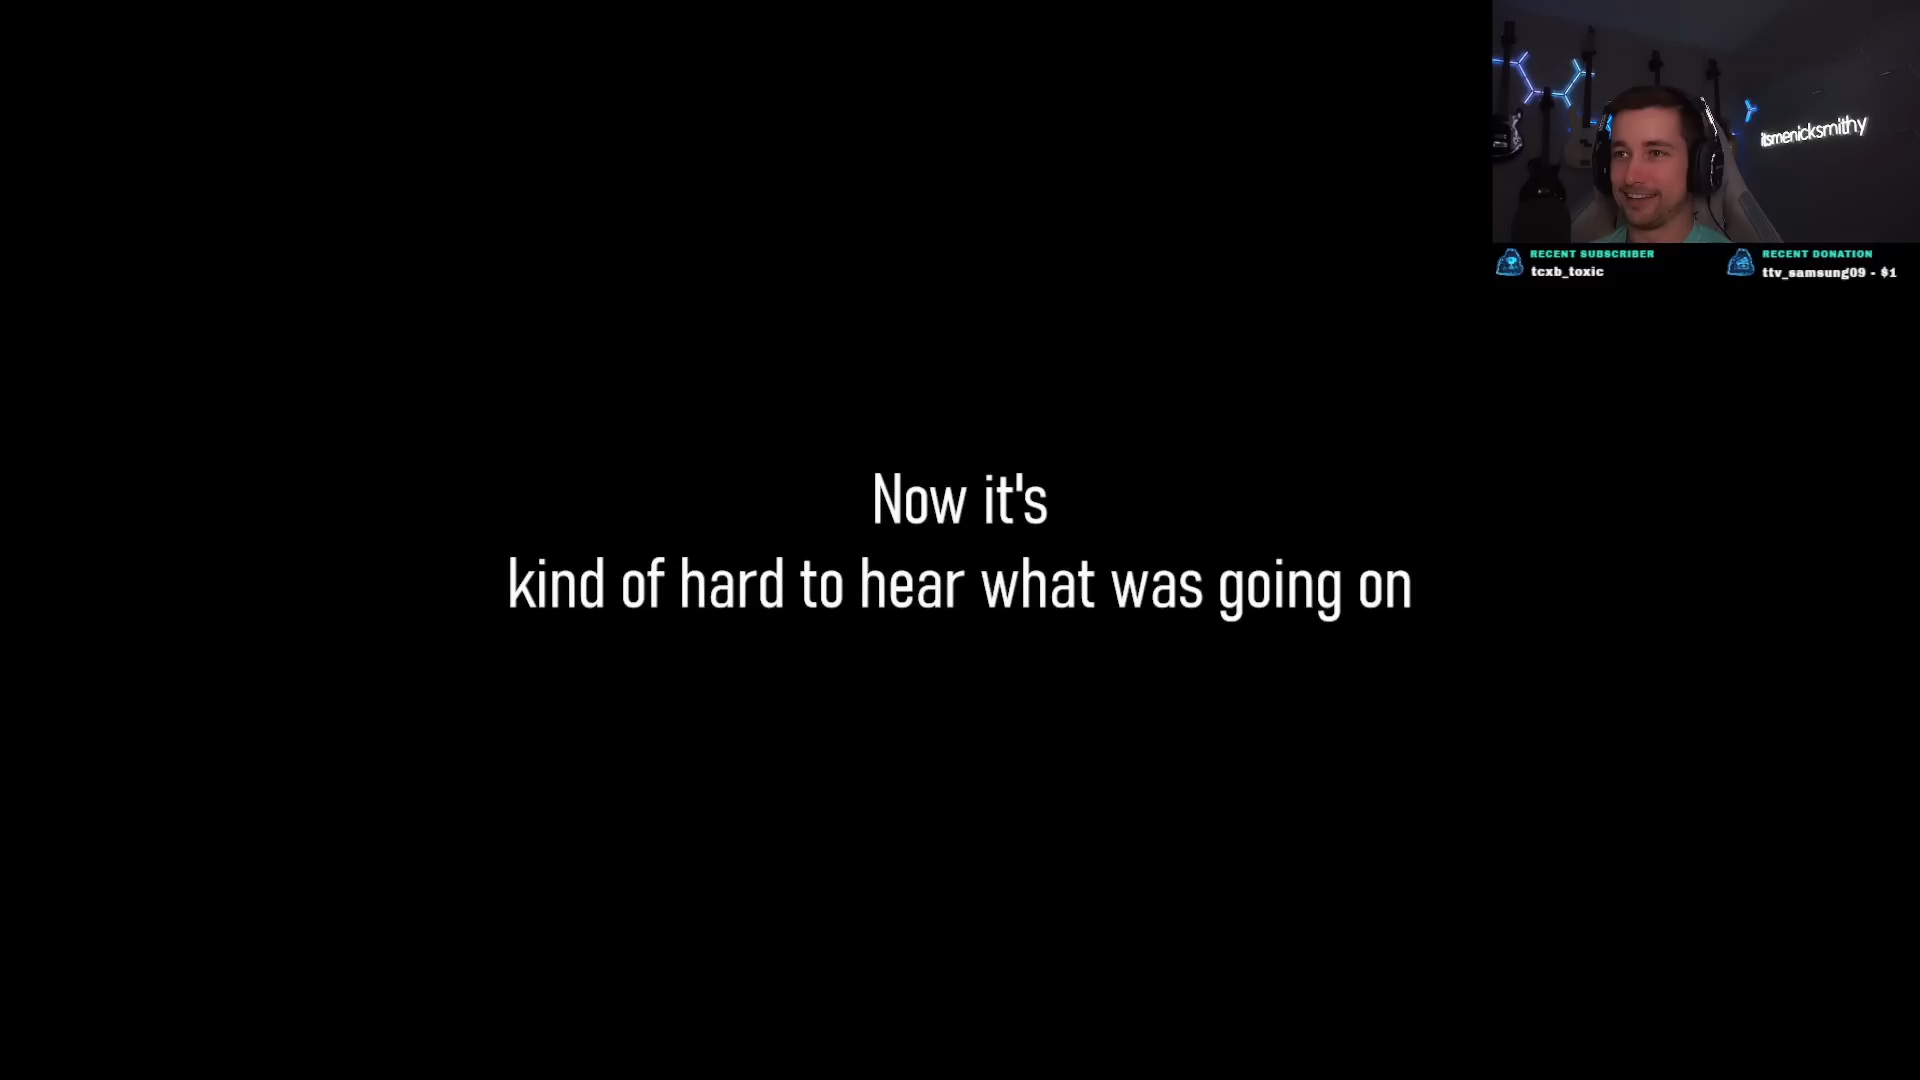 itsmenicksmithy
RECENT SUBSCRIBER
tcxb_toxic
RECENT DONATION
ttv_samsung09 - $1
Now it's
kind of hard to hear what was going on